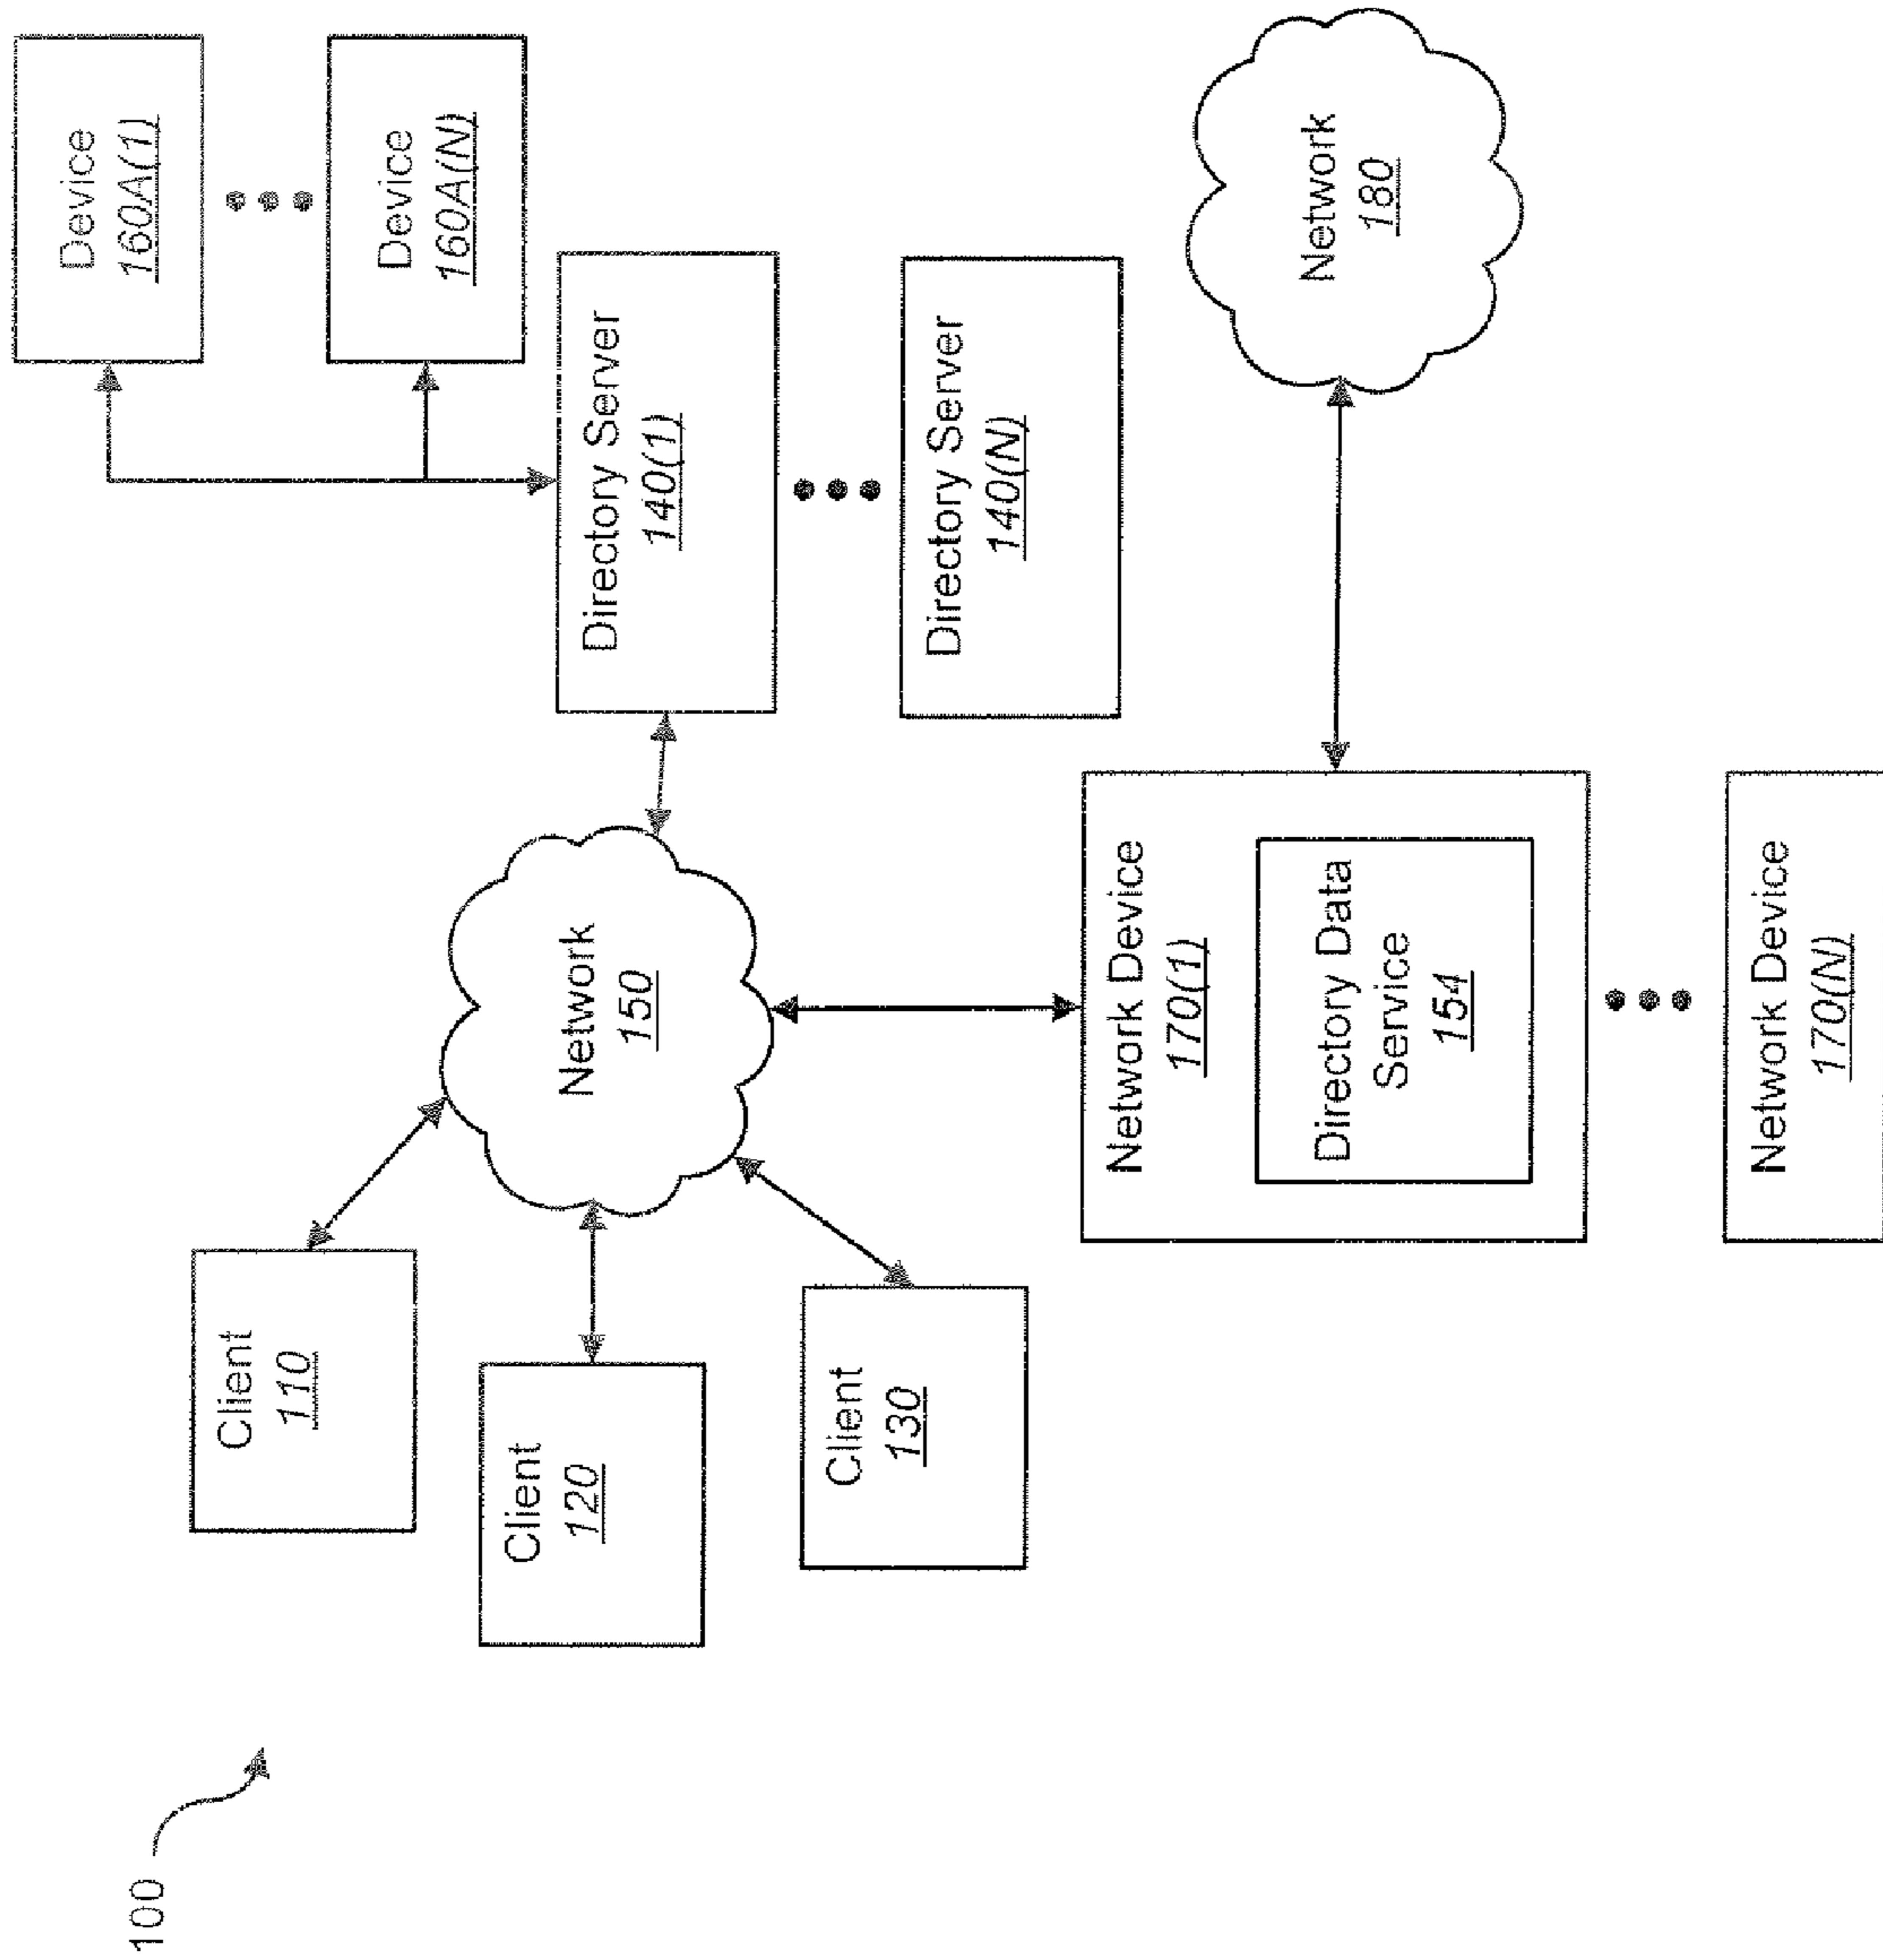 100
Client
110
Client
120
Client
130
Network
150
Device
160A(1)
Device
160A(N)
Directory Server
140(1)
Directory Server
140(N)
Network Device
170(1)
Directory Data
Service
154
Network Device
170(N)
Network
180